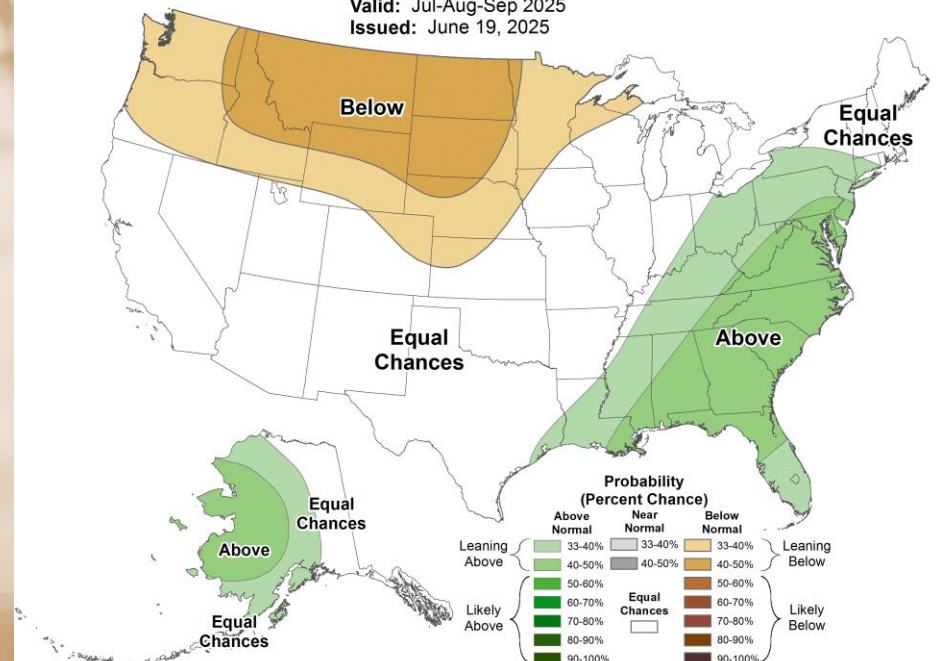 Valid: Jul-Aug-Sep 2025
Issued: June 19, 2025
Below
Equal
Chances
Equal
Chances
Above
Equal
Chances
Above
Equal
Chances
Probability
(Percent Chance)
Above
Normal
Near
Normal
Below
Normal
Leaning
Above
33-40%
33-40%
33-40%
Leaning
Below
40-50%
40-50%
40-50%
Likely
Above
50-60%
50-60%
60-70%
Equal
Chances
60-70%
Likely
Below
70-80%
70-80%
80-90%
80-90%
90-100%
90-100%